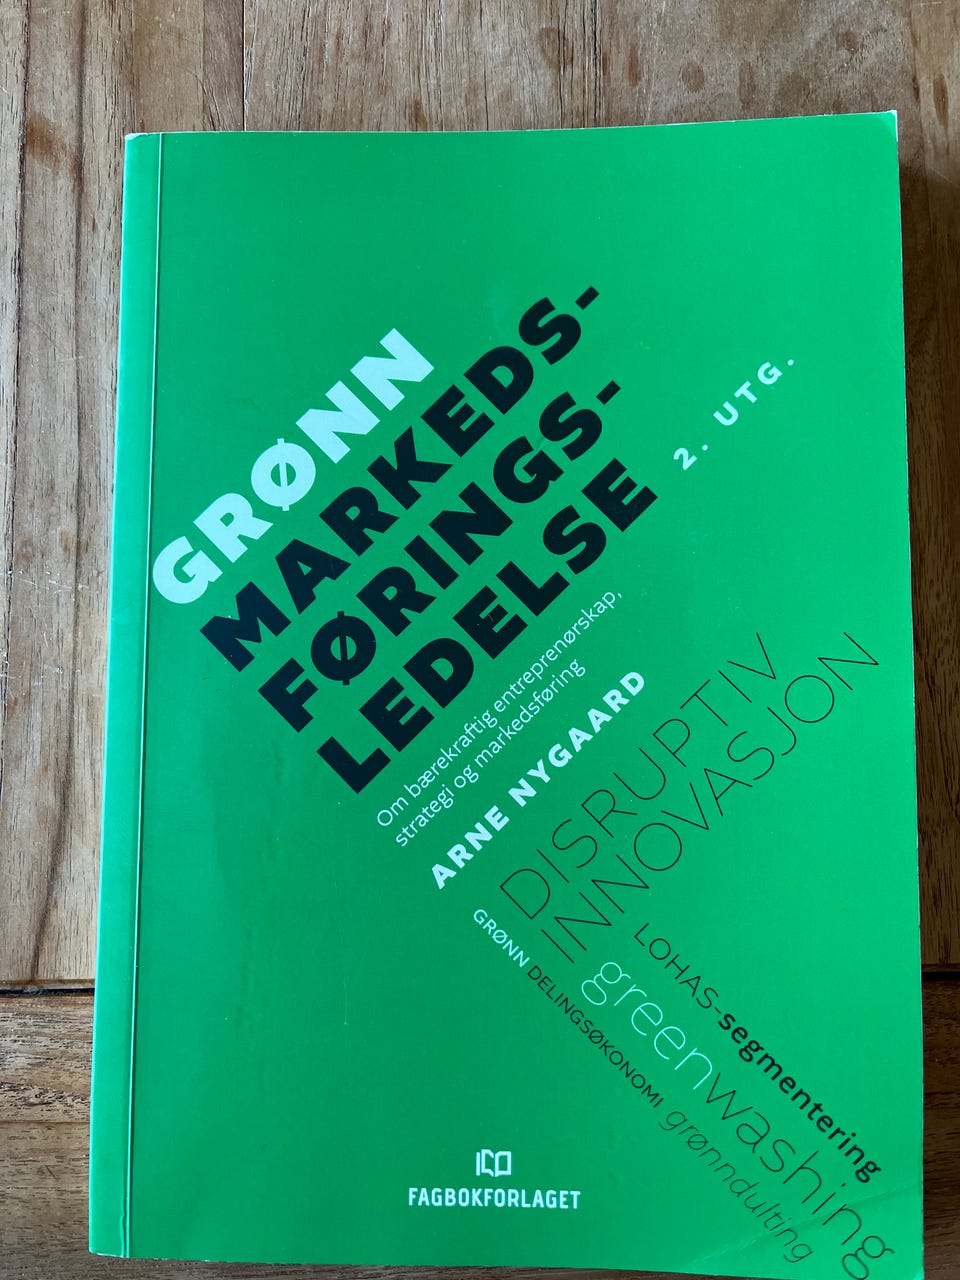 GRØNN
MARKEDS-
FØRINGS-
LEDELSE
2. UTG.
Om bærekraftig entreprenørskap,
strategi og markedsføring
ARNE NYGAARD
DISRUPTIV
INNOVASJON
LOHAS-segmentering
greenwashing
GRØNN DELINGSØKONOMI grønndulting
FAGBOKFORLAGET